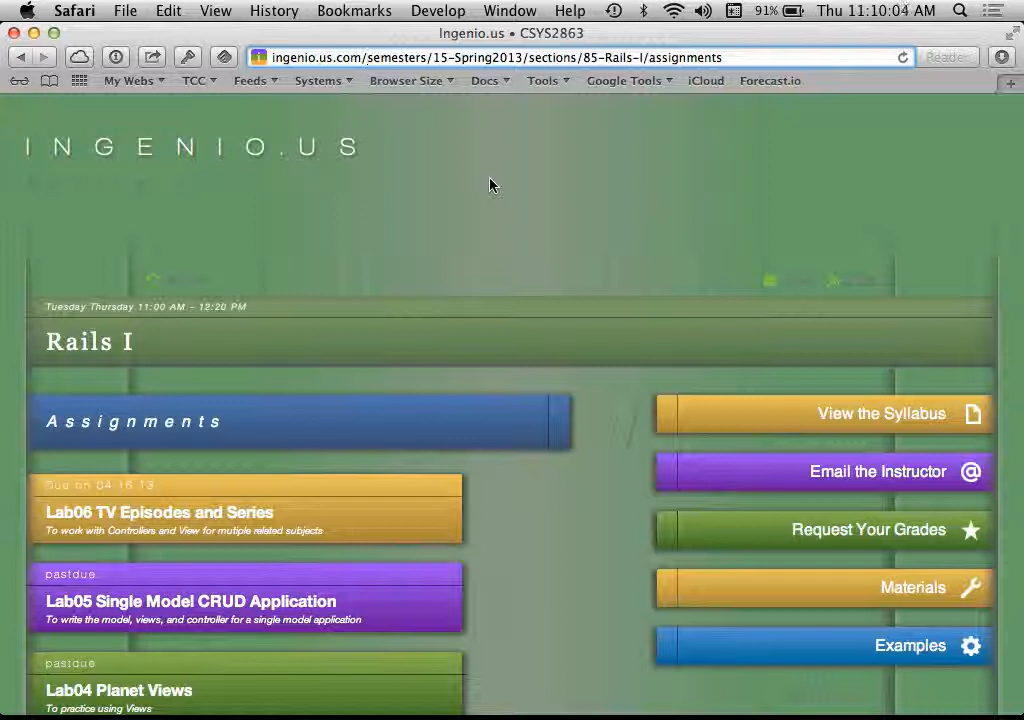 Safari File Edit View History Bookmarks Develop Window Help 91% Thu 11:10:04 AM
Ingenio.us • CSYS2863
ingenio.us.com/semesters/15-Spring2013/sections/85-Rails-I/assignments Reader
My Webs TCC Feeds Systems Browser Size Docs Tools Google Tools iCloud Forecast.io
INGENIO.US
Tuesday Thursday 11:00 AM - 12:20 PM
Rails I
Assignments
Due on 04 16 13
Lab06 TV Episodes and Series
To work with Controllers and View for mutiple related subjects
pastdue
Lab05 Single Model CRUD Application
To write the model, views, and controller for a single model application
pastdue
Lab04 Planet Views
To practice using Views
View the Syllabus
Email the Instructor @
Request Your Grades
Materials
Examples